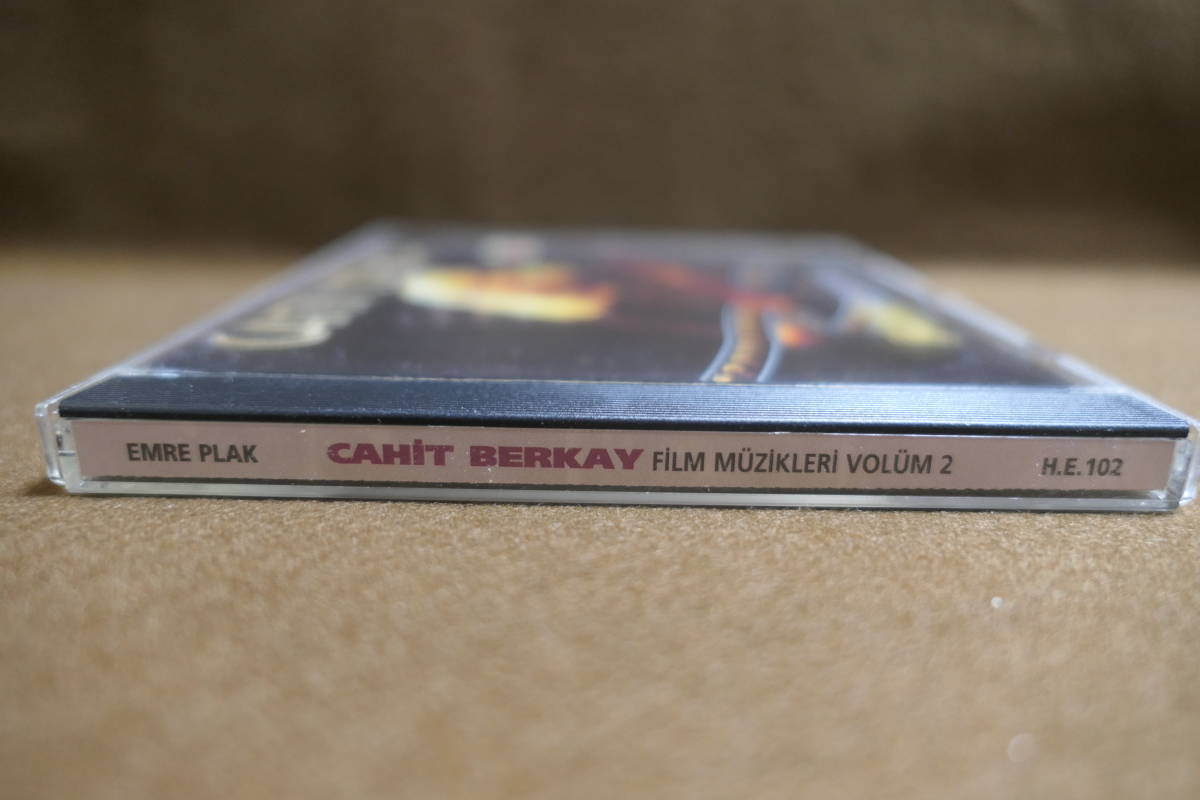 EMRE PLAK CAHİT BERKAY FİLM MÜZİKLERİ VOLÜM 2 H.E.102